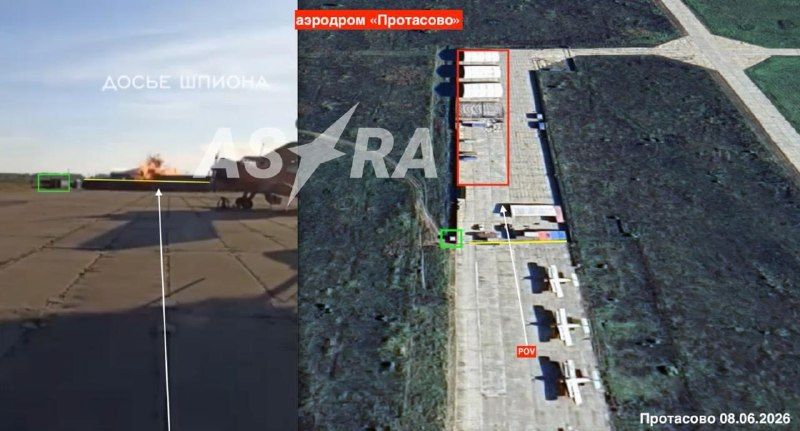 аэродром «Протасово»
ДОСЬЕ ШПИОНА
ASTRA
POV
Протасово 08.06.2026